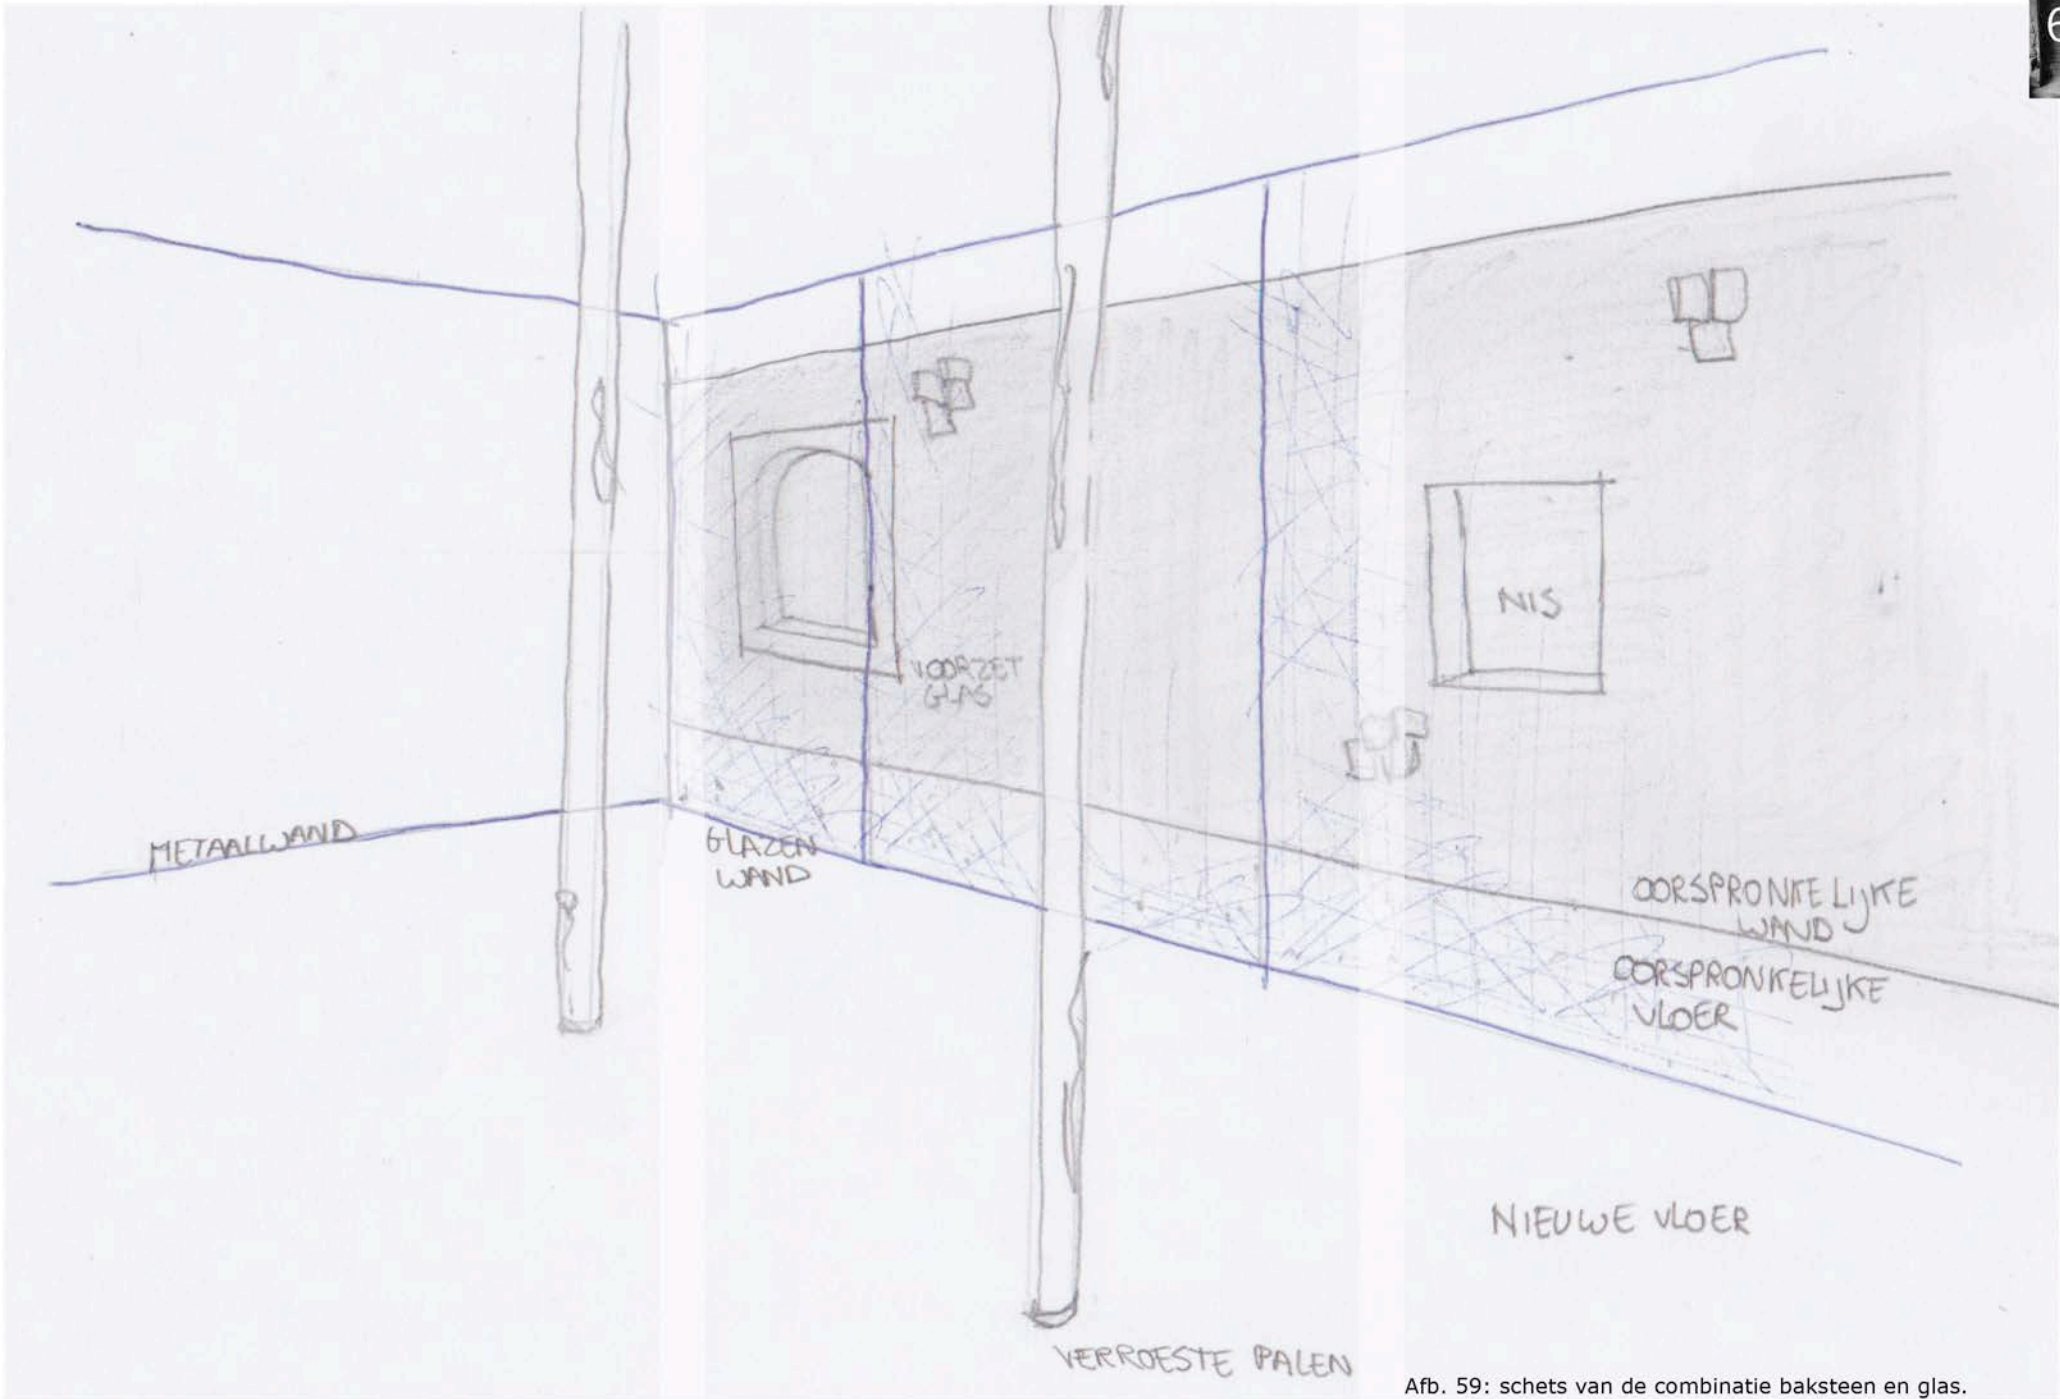 6
NIS
VOORZET
GLAS
METAALWAND
GLAZEN
WAND
OORSPRONKELIJKE
WAND
OORSPRONKELIJKE
VLOER
NIEUWE VLOER
VERROESTE PALEN
Afb. 59: schets van de combinatie baksteen en glas.